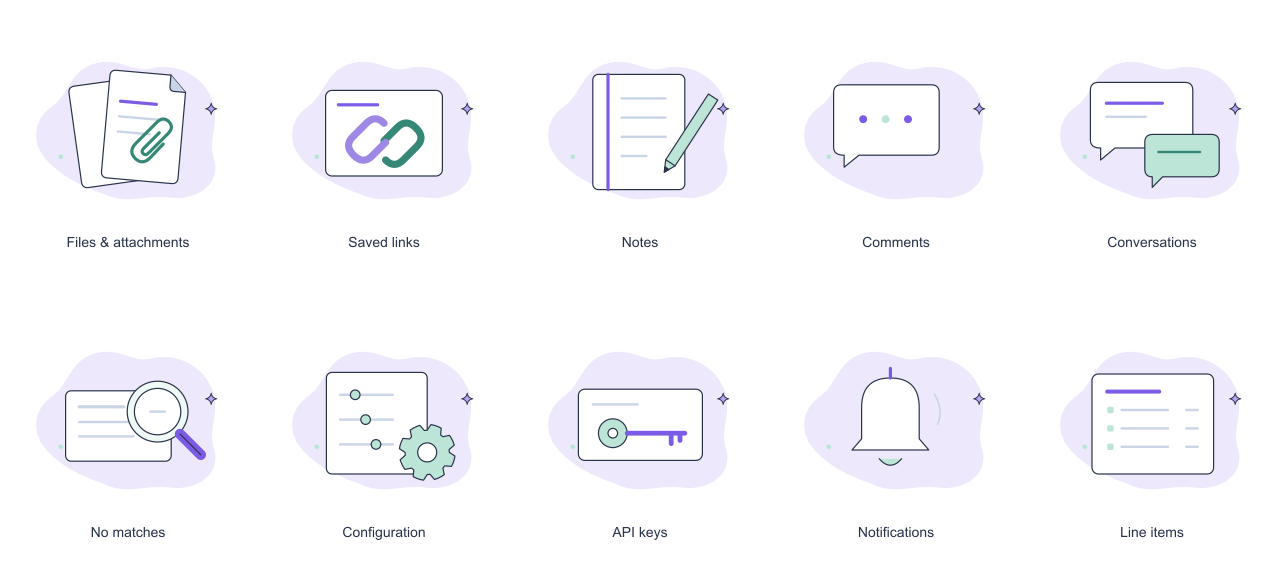 Files & attachments
Saved links
Notes
Comments
Conversations
No matches
Configuration
API keys
Notifications
Line items